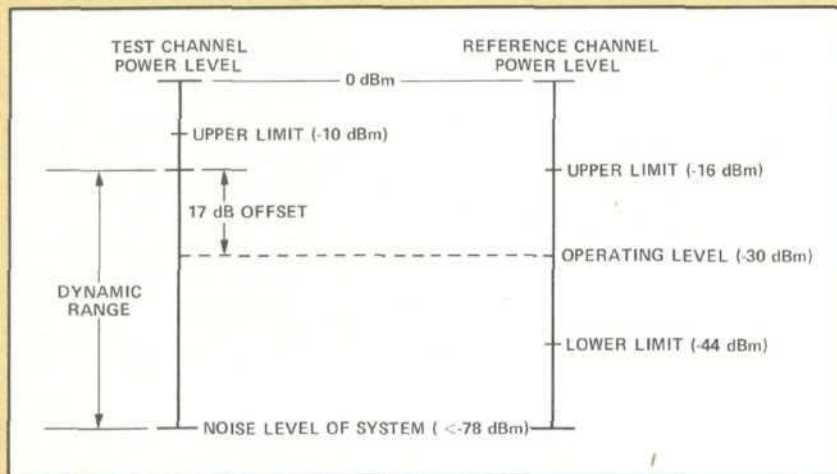 TEST CHANNEL
POWER LEVEL
REFERENCE CHANNEL
POWER LEVEL
0 dBm
UPPER LIMIT (-10 dBm)
UPPER LIMIT (-16 dBm)
17 dB OFFSET
OPERATING LEVEL (-30 dBm)
DYNAMIC
RANGE
LOWER LIMIT (-44 dBm)
NOISE LEVEL OF SYSTEM ( <-78 dBm)